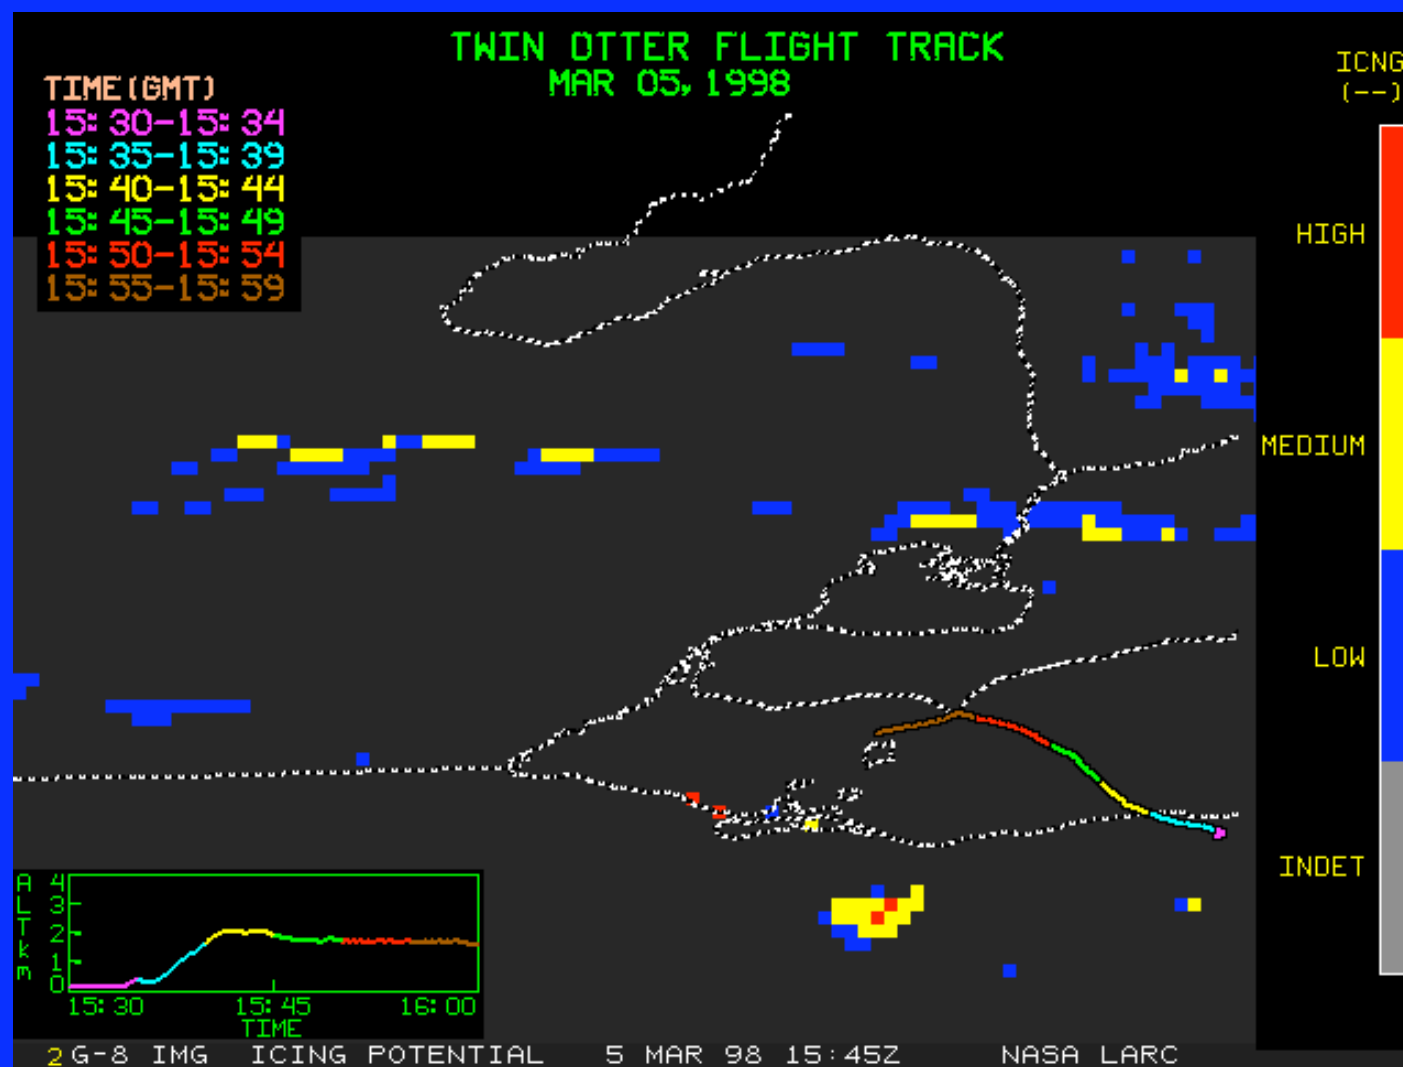 TWIN OTTER FLIGHT TRACK
MAR 05,1998
ICNG
(--)
TIME(GMT)
15:30-15:34
15:35-15:39
15:40-15:44
15:45-15:49
15:50-15:54
15:55-15:59
HIGH
MEDIUM
LOW
INDET
ALT km
4
3
2
1
0
15:30 15:45 16:00
TIME
2 G-8 IMG ICING POTENTIAL 5 MAR 98 15:45Z NASA LARC